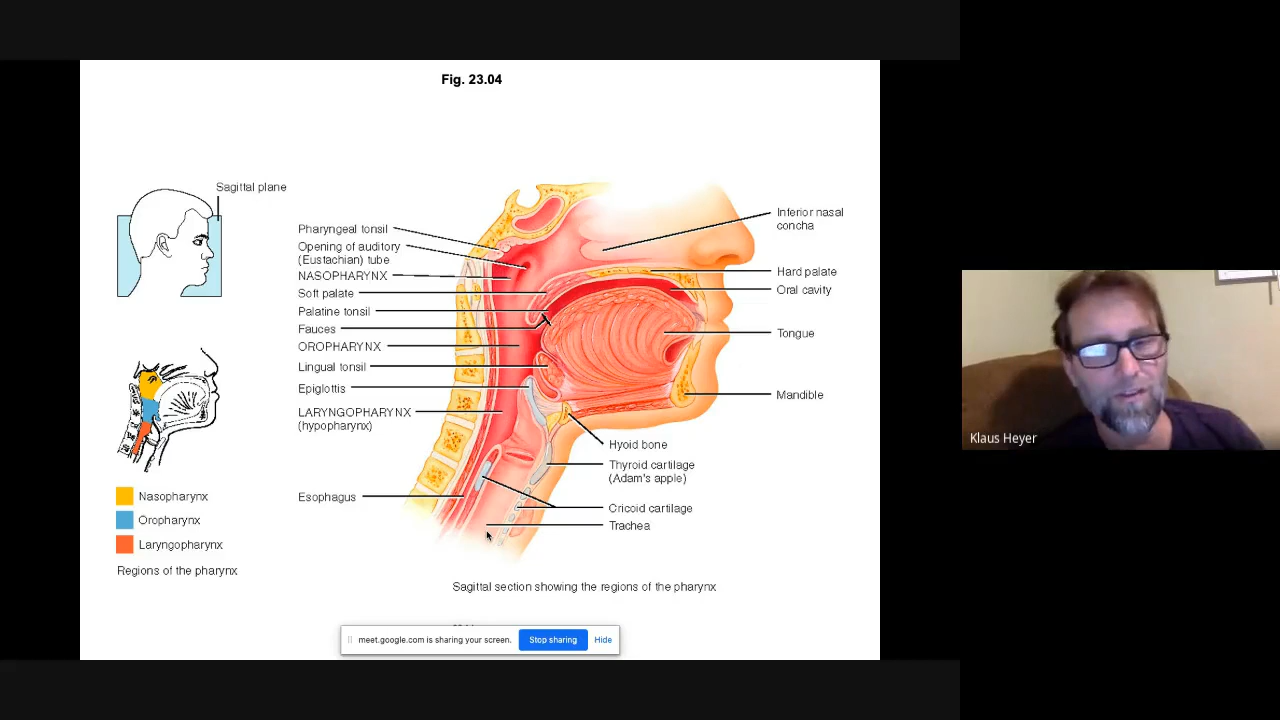 Fig. 23.04
Sagittal plane
Pharyngeal tonsil
Opening of auditory
(Eustachian) tube
NASOPHARYNX
Soft palate
Palatine tonsil
Fauces
OROPHARYNX
Lingual tonsil
Epiglottis
LARYNGOPHARYNX
(hypopharynx)
Esophagus
Inferior nasal
concha
Hard palate
Oral cavity
Tongue
Mandible
Hyoid bone
Thyroid cartilage
(Adam's apple)
Cricoid cartilage
Trachea
Nasopharynx
Oropharynx
Laryngopharynx
Regions of the pharynx
Sagittal section showing the regions of the pharynx
meet.google.com is sharing your screen.
Stop sharing
Hide
Klaus Heyer